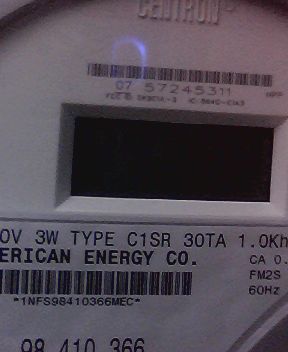 CENTRON
07 57245311
0V 3W TYPE C1SR 30TA 1.0Kh
ERICAN ENERGY CO.
CA 0.
FM2S
60Hz
*1NFS98410366MEC*
98 410 366